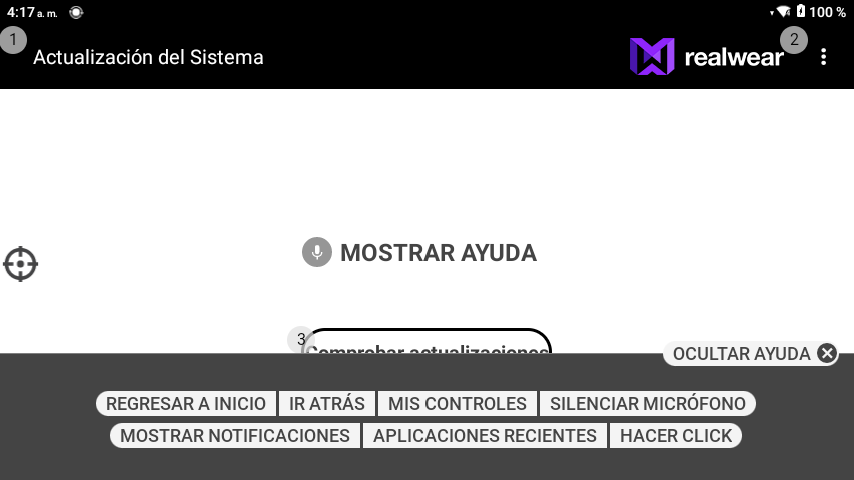 4:17 a. m.
100 %
1
2
Actualización del Sistema
realwear
MOSTRAR AYUDA
3
Comprobar actualizaciones
OCULTAR AYUDA
REGRESAR A INICIO
IR ATRÁS
MIS CONTROLES
SILENCIAR MICRÓFONO
MOSTRAR NOTIFICACIONES
APLICACIONES RECIENTES
HACER CLICK